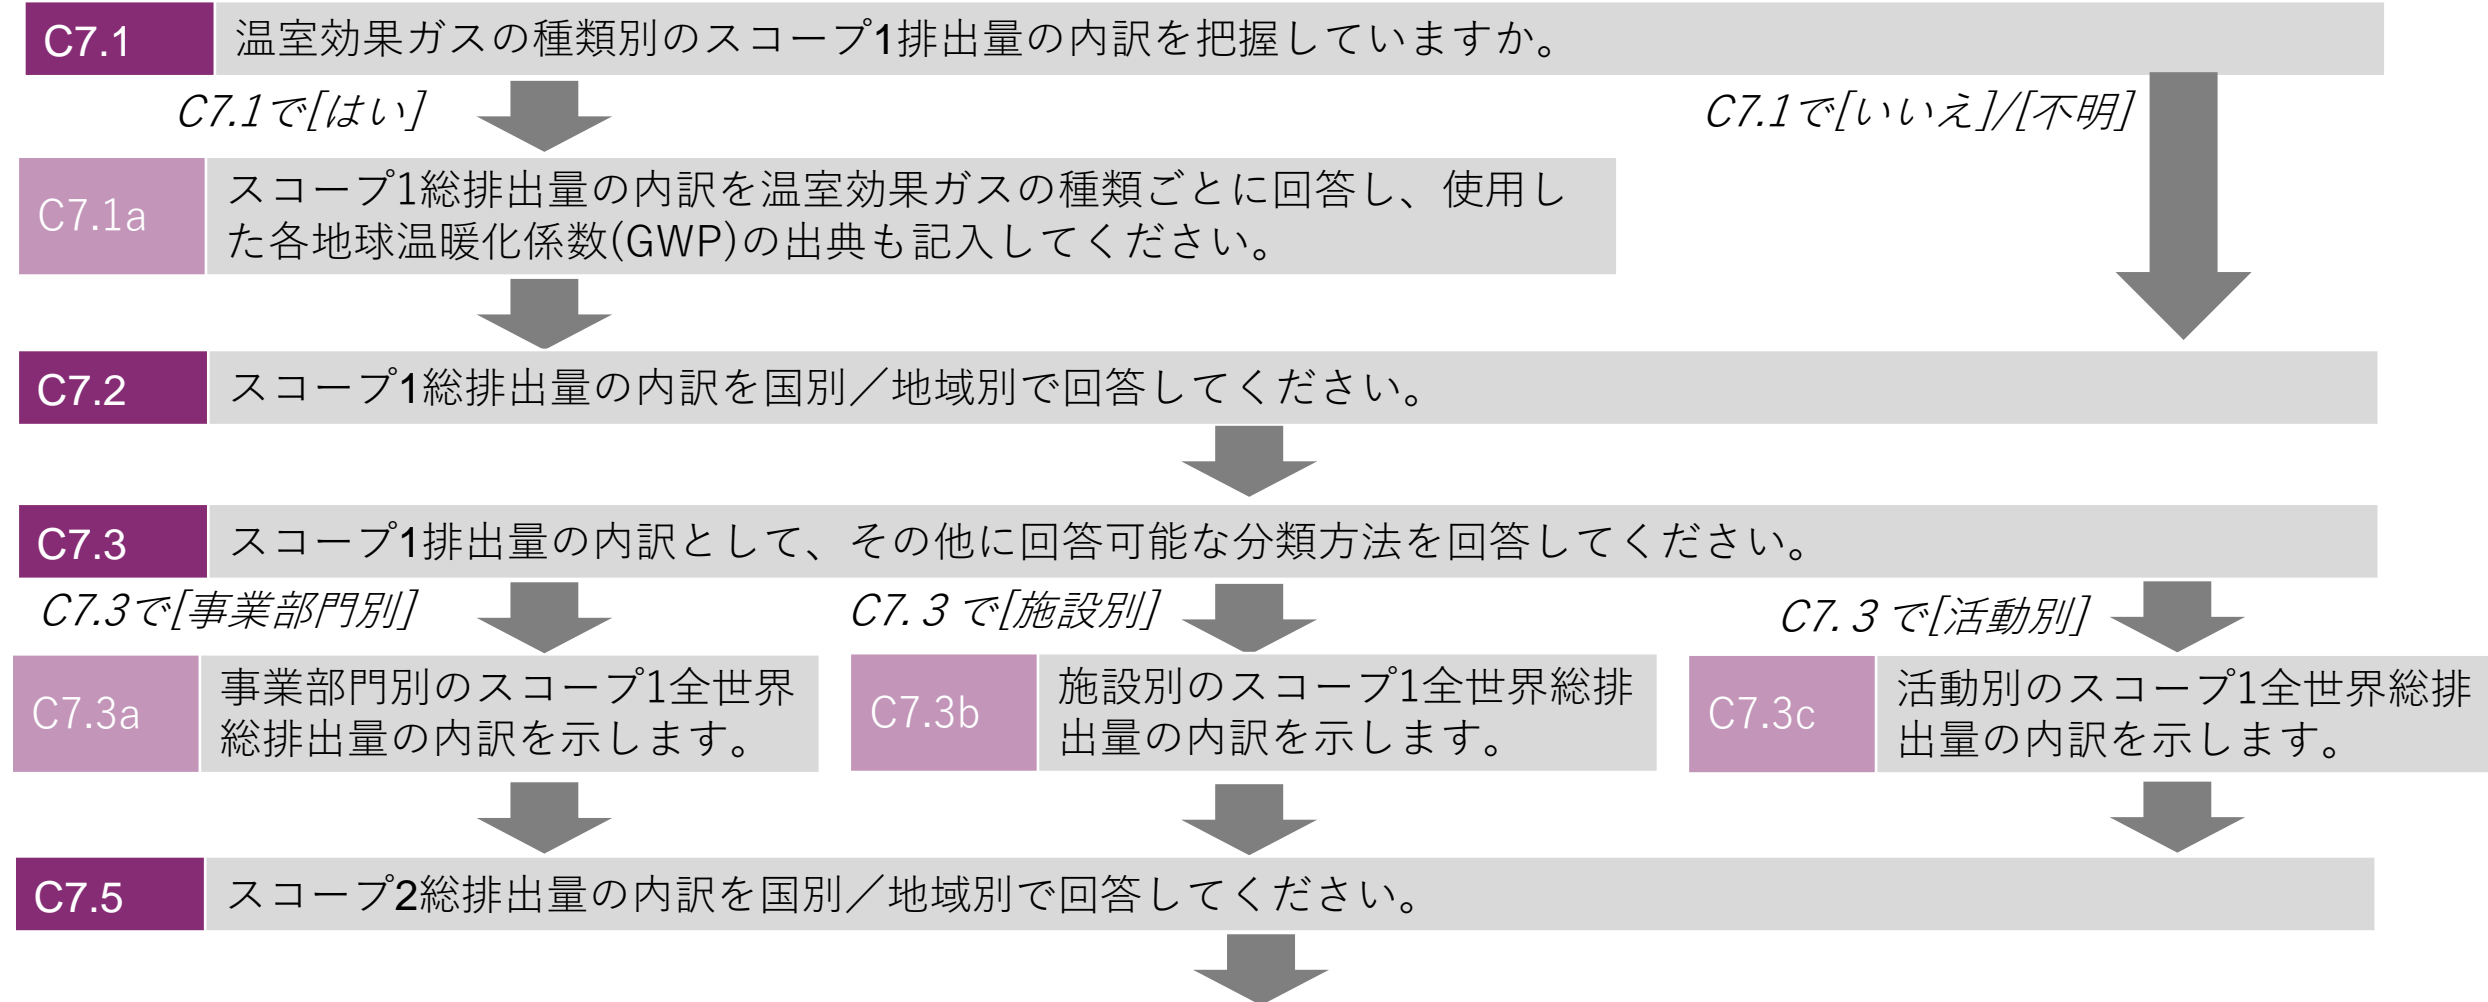 C7.1 温室効果ガスの種類別のスコープ1排出量の内訳を把握していますか。
C7.1で[はい]
C7.1で[いいえ]/[不明]
C7.1a
スコープ1総排出量の内訳を温室効果ガスの種類ごとに回答し、使用し
た各地球温暖化係数(GWP)の出典も記入してください。
C7.2 スコープ1総排出量の内訳を国別／地域別で回答してください。
C7.3 スコープ1排出量の内訳として、その他に回答可能な分類方法を回答してください。
C7.3で[事業部門別]
C7.３で[施設別]
C7.３で[活動別]
C7.3a
事業部門別のスコープ1全世界
総排出量の内訳を示します。
C7.3b
施設別のスコープ1全世界総排
出量の内訳を示します。
C7.3c
活動別のスコープ1全世界総排
出量の内訳を示します。
C7.5 スコープ2総排出量の内訳を国別／地域別で回答してください。